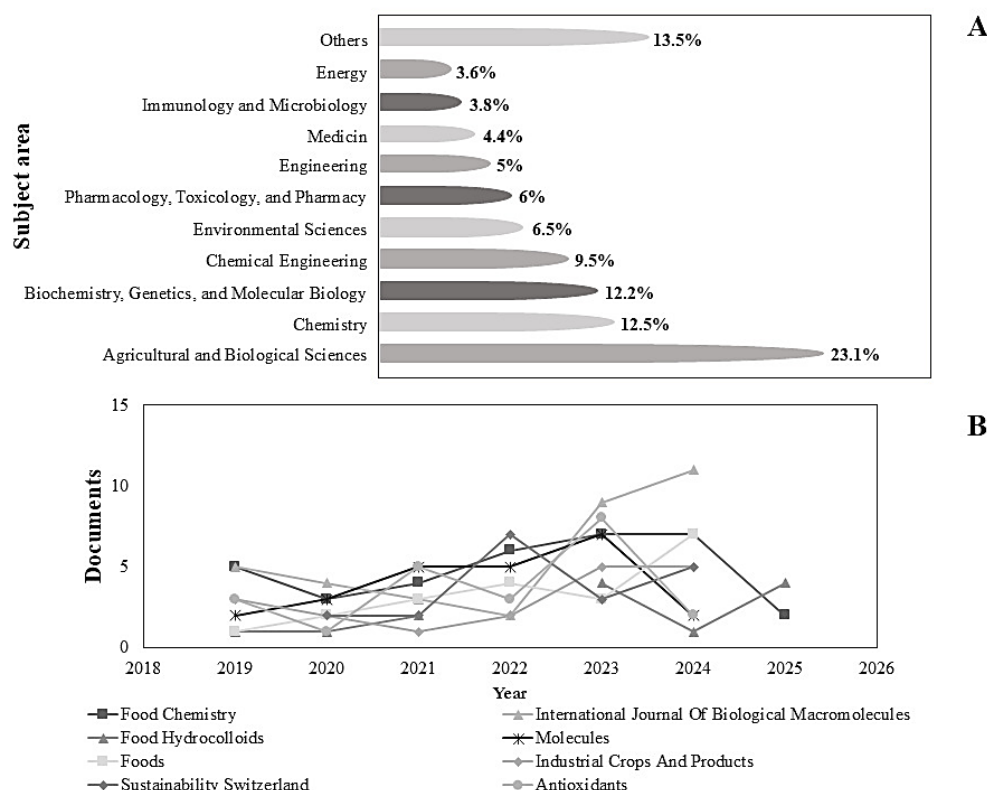 A
Subject area
Others 13.5%
Energy 3.6%
Immunology and Microbiology 3.8%
Medicin 4.4%
Engineering 5%
Pharmacology, Toxicology, and Pharmacy 6%
Environmental Sciences 6.5%
Chemical Engineering 9.5%
Biochemistry, Genetics, and Molecular Biology 12.2%
Chemistry 12.5%
Agricultural and Biological Sciences 23.1%
B
Documents
15
10
5
0
2018 2019 2020 2021 2022 2023 2024 2025 2026
Year
Food Chemistry International Journal Of Biological Macromolecules
Food Hydrocolloids Molecules
Foods Industrial Crops And Products
Sustainability Switzerland Antioxidants